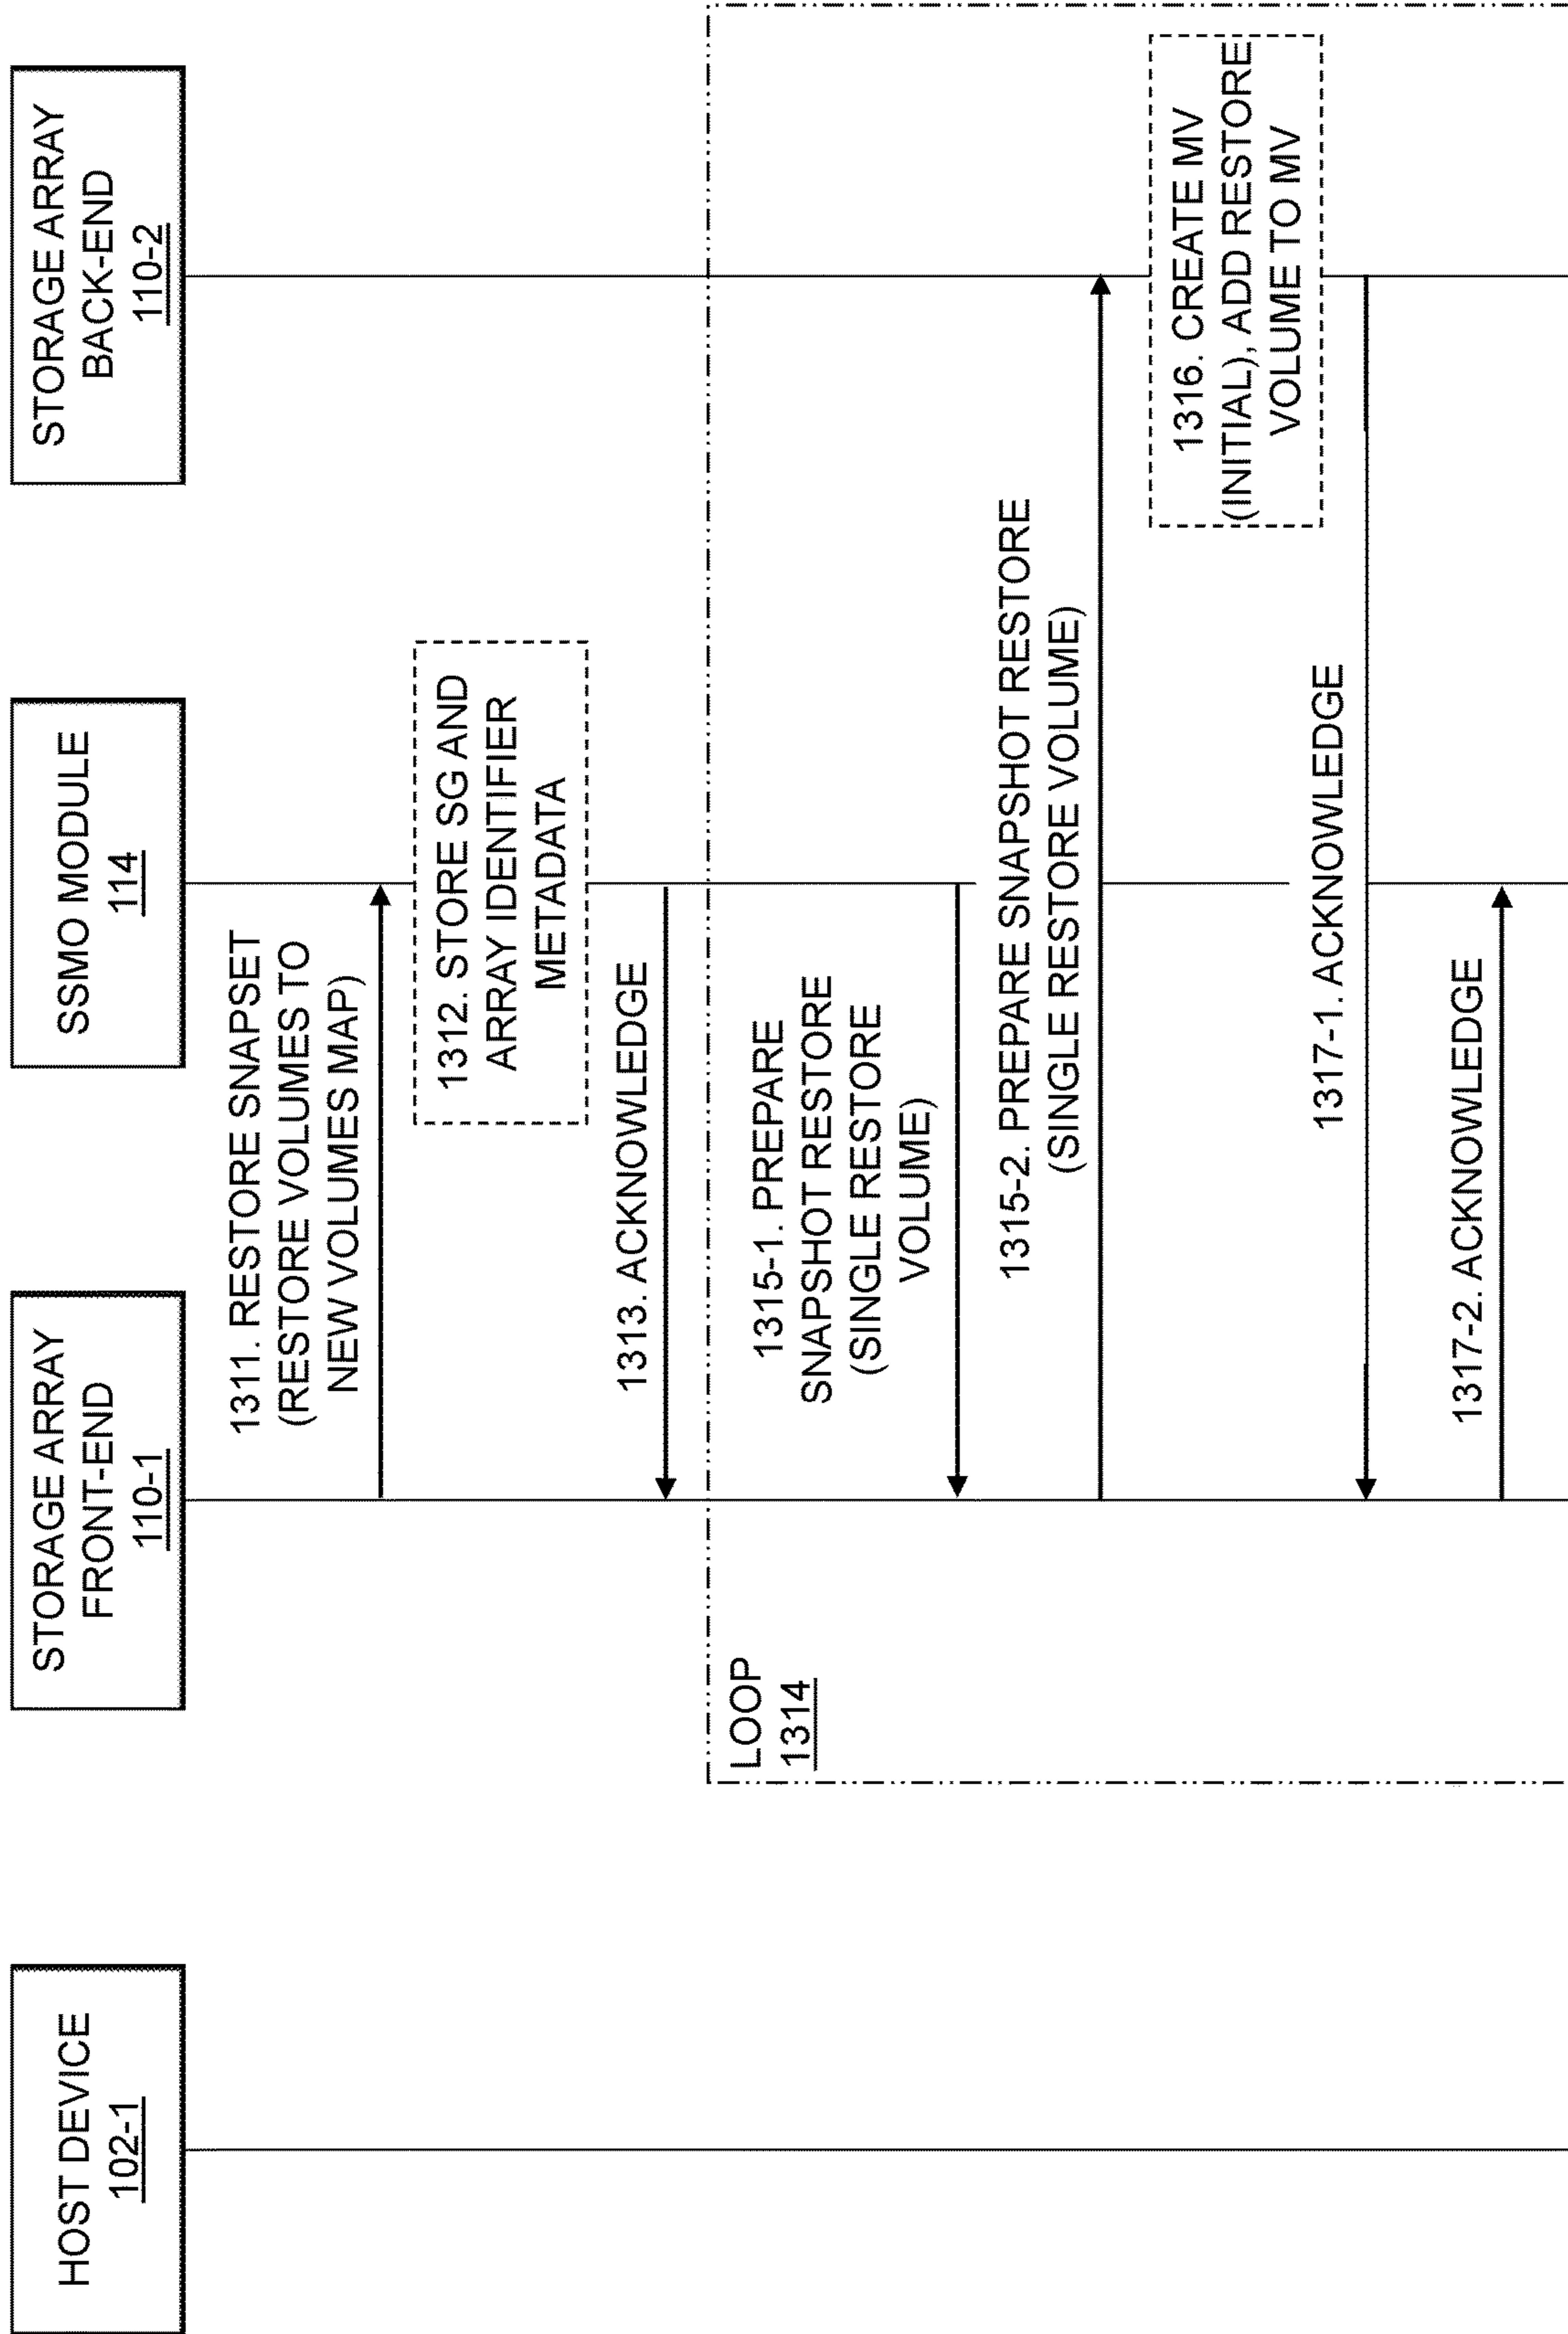 HOST DEVICE
102-1
STORAGE ARRAY
FRONT-END
110-1
SSMO MODULE
114
STORAGE ARRAY
BACK-END
110-2
1311. RESTORE SNAPSET
(RESTORE VOLUMES TO
NEW VOLUMES MAP)
1312. STORE SG AND
ARRAY IDENTIFIER
METADATA
1313. ACKNOWLEDGE
LOOP
1314
1315-1. PREPARE
SNAPSHOT RESTORE
(SINGLE RESTORE
VOLUME)
1315-2. PREPARE SNAPSHOT RESTORE
(SINGLE RESTORE VOLUME)
1316. CREATE MV
(INITIAL), ADD RESTORE
VOLUME TO MV
1317-1. ACKNOWLEDGE
1317-2. ACKNOWLEDGE